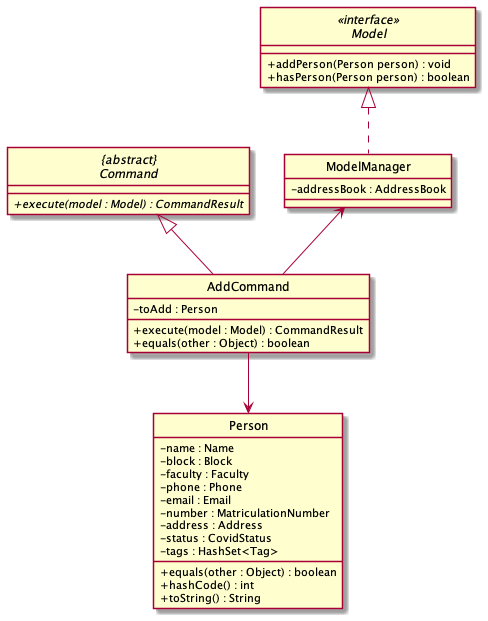 «interface»
Model
+addPerson(Person person) : void
+hasPerson(Person person) : boolean
{abstract}
Command
+execute(model : Model) : CommandResult
ModelManager
-addressBook : AddressBook
AddCommand
-toAdd : Person
+execute(model : Model) : CommandResult
+equals(other : Object) : boolean
Person
-name : Name
-block : Block
-faculty : Faculty
-phone : Phone
-email : Email
-number : MatriculationNumber
-address : Address
-status : CovidStatus
-tags : HashSet<Tag>
+equals(other : Object) : boolean
+hashCode() : int
+toString() : String